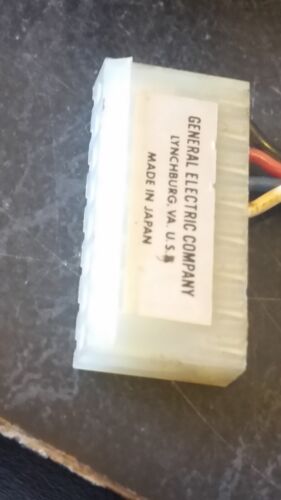 GENERAL ELECTRIC COMPANY
LYNCHBURG, VA. U.S.A
MADE IN JAPAN